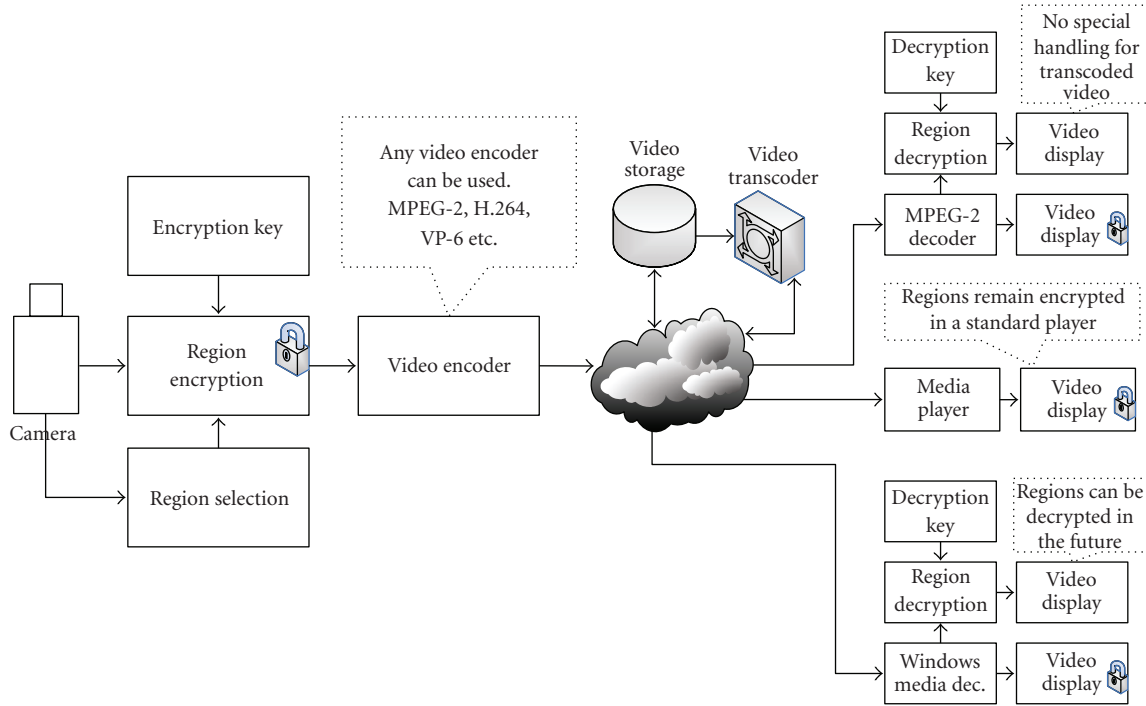 Encryption key
Camera
Region
encryption
Region selection
Any video encoder
can be used.
MPEG-2, H.264,
VP-6 etc.
Video encoder
Video
storage
Video
transcoder
Decryption
key
No special
handling for
transcoded
video
Region
decryption
Video
display
MPEG-2
decoder
Video
display
Regions remain encrypted
in a standard player
Media
player
Video
display
Decryption
key
Regions can be
decrypted in
the future
Region
decryption
Video
display
Windows
media dec.
Video
display